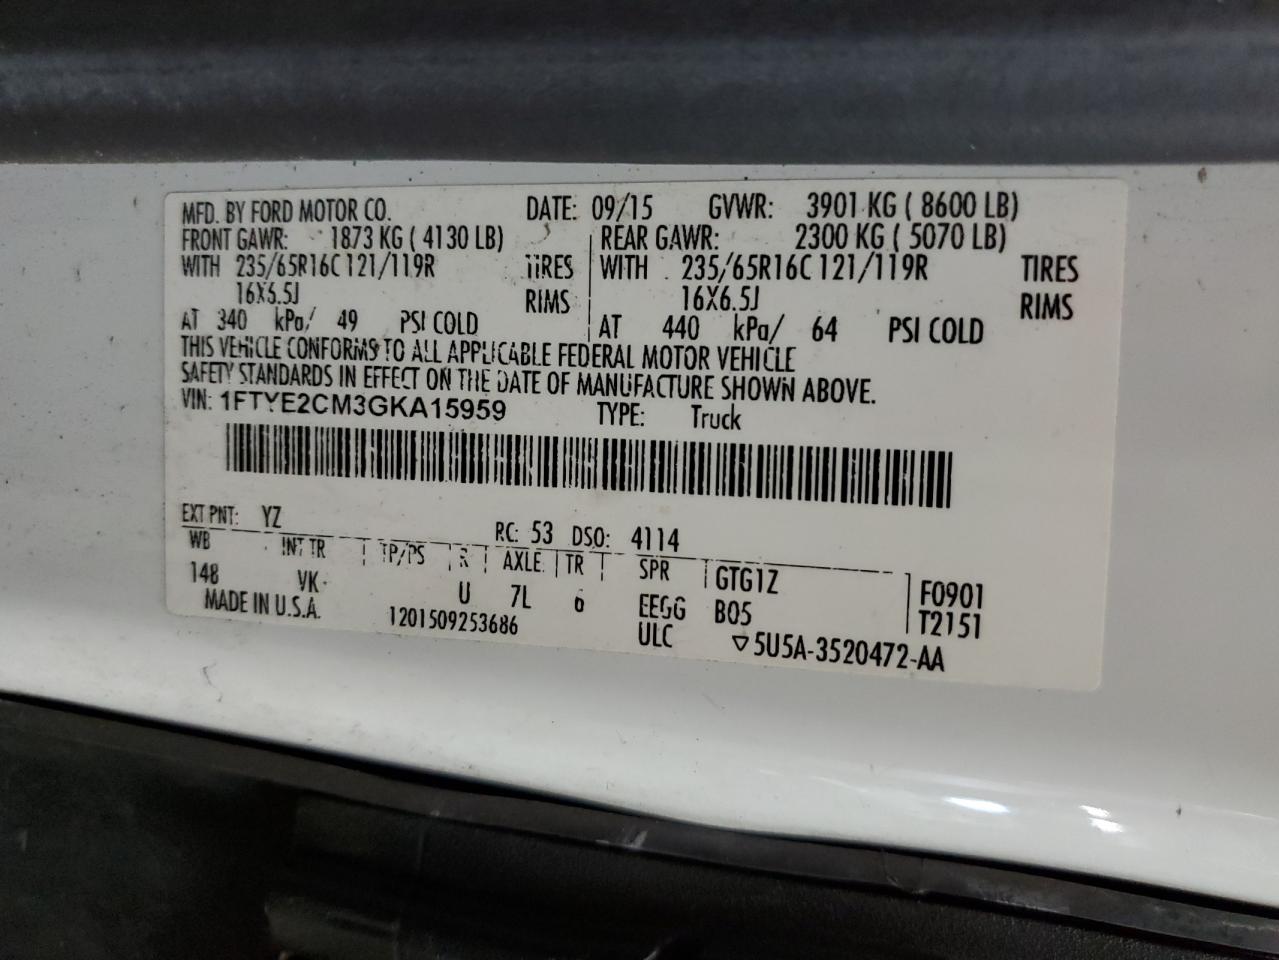 MFD. BY FORD MOTOR CO. DATE: 09/15 GVWR: 3901 KG ( 8600 LB)
FRONT GAWR: 1873 KG ( 4130 LB) REAR GAWR: 2300 KG ( 5070 LB)
WITH 235/65R16C 121/119R TIRES WITH 235/65R16C 121/119R TIRES
16X6.5J RIMS 16X6.5J RIMS
AT 340 kPa/ 49 PSI COLD AT 440 kPa/ 64 PSI COLD
THIS VEHICLE CONFORMS TO ALL APPLICABLE FEDERAL MOTOR VEHICLE
SAFETY STANDARDS IN EFFECT ON THE DATE OF MANUFACTURE SHOWN ABOVE.
VIN: 1FTYE2CM3GKA15959 TYPE: Truck
EXT PNT: YZ RC: 53 DSO: 4114
WB INT TR TP/PS R AXLE TR SPR GTG1Z F0901
148 VK U 7L 6 EEGG B05 T2151
MADE IN U.S.A. 1201509253686 ULC ▽5U5A-3520472-AA